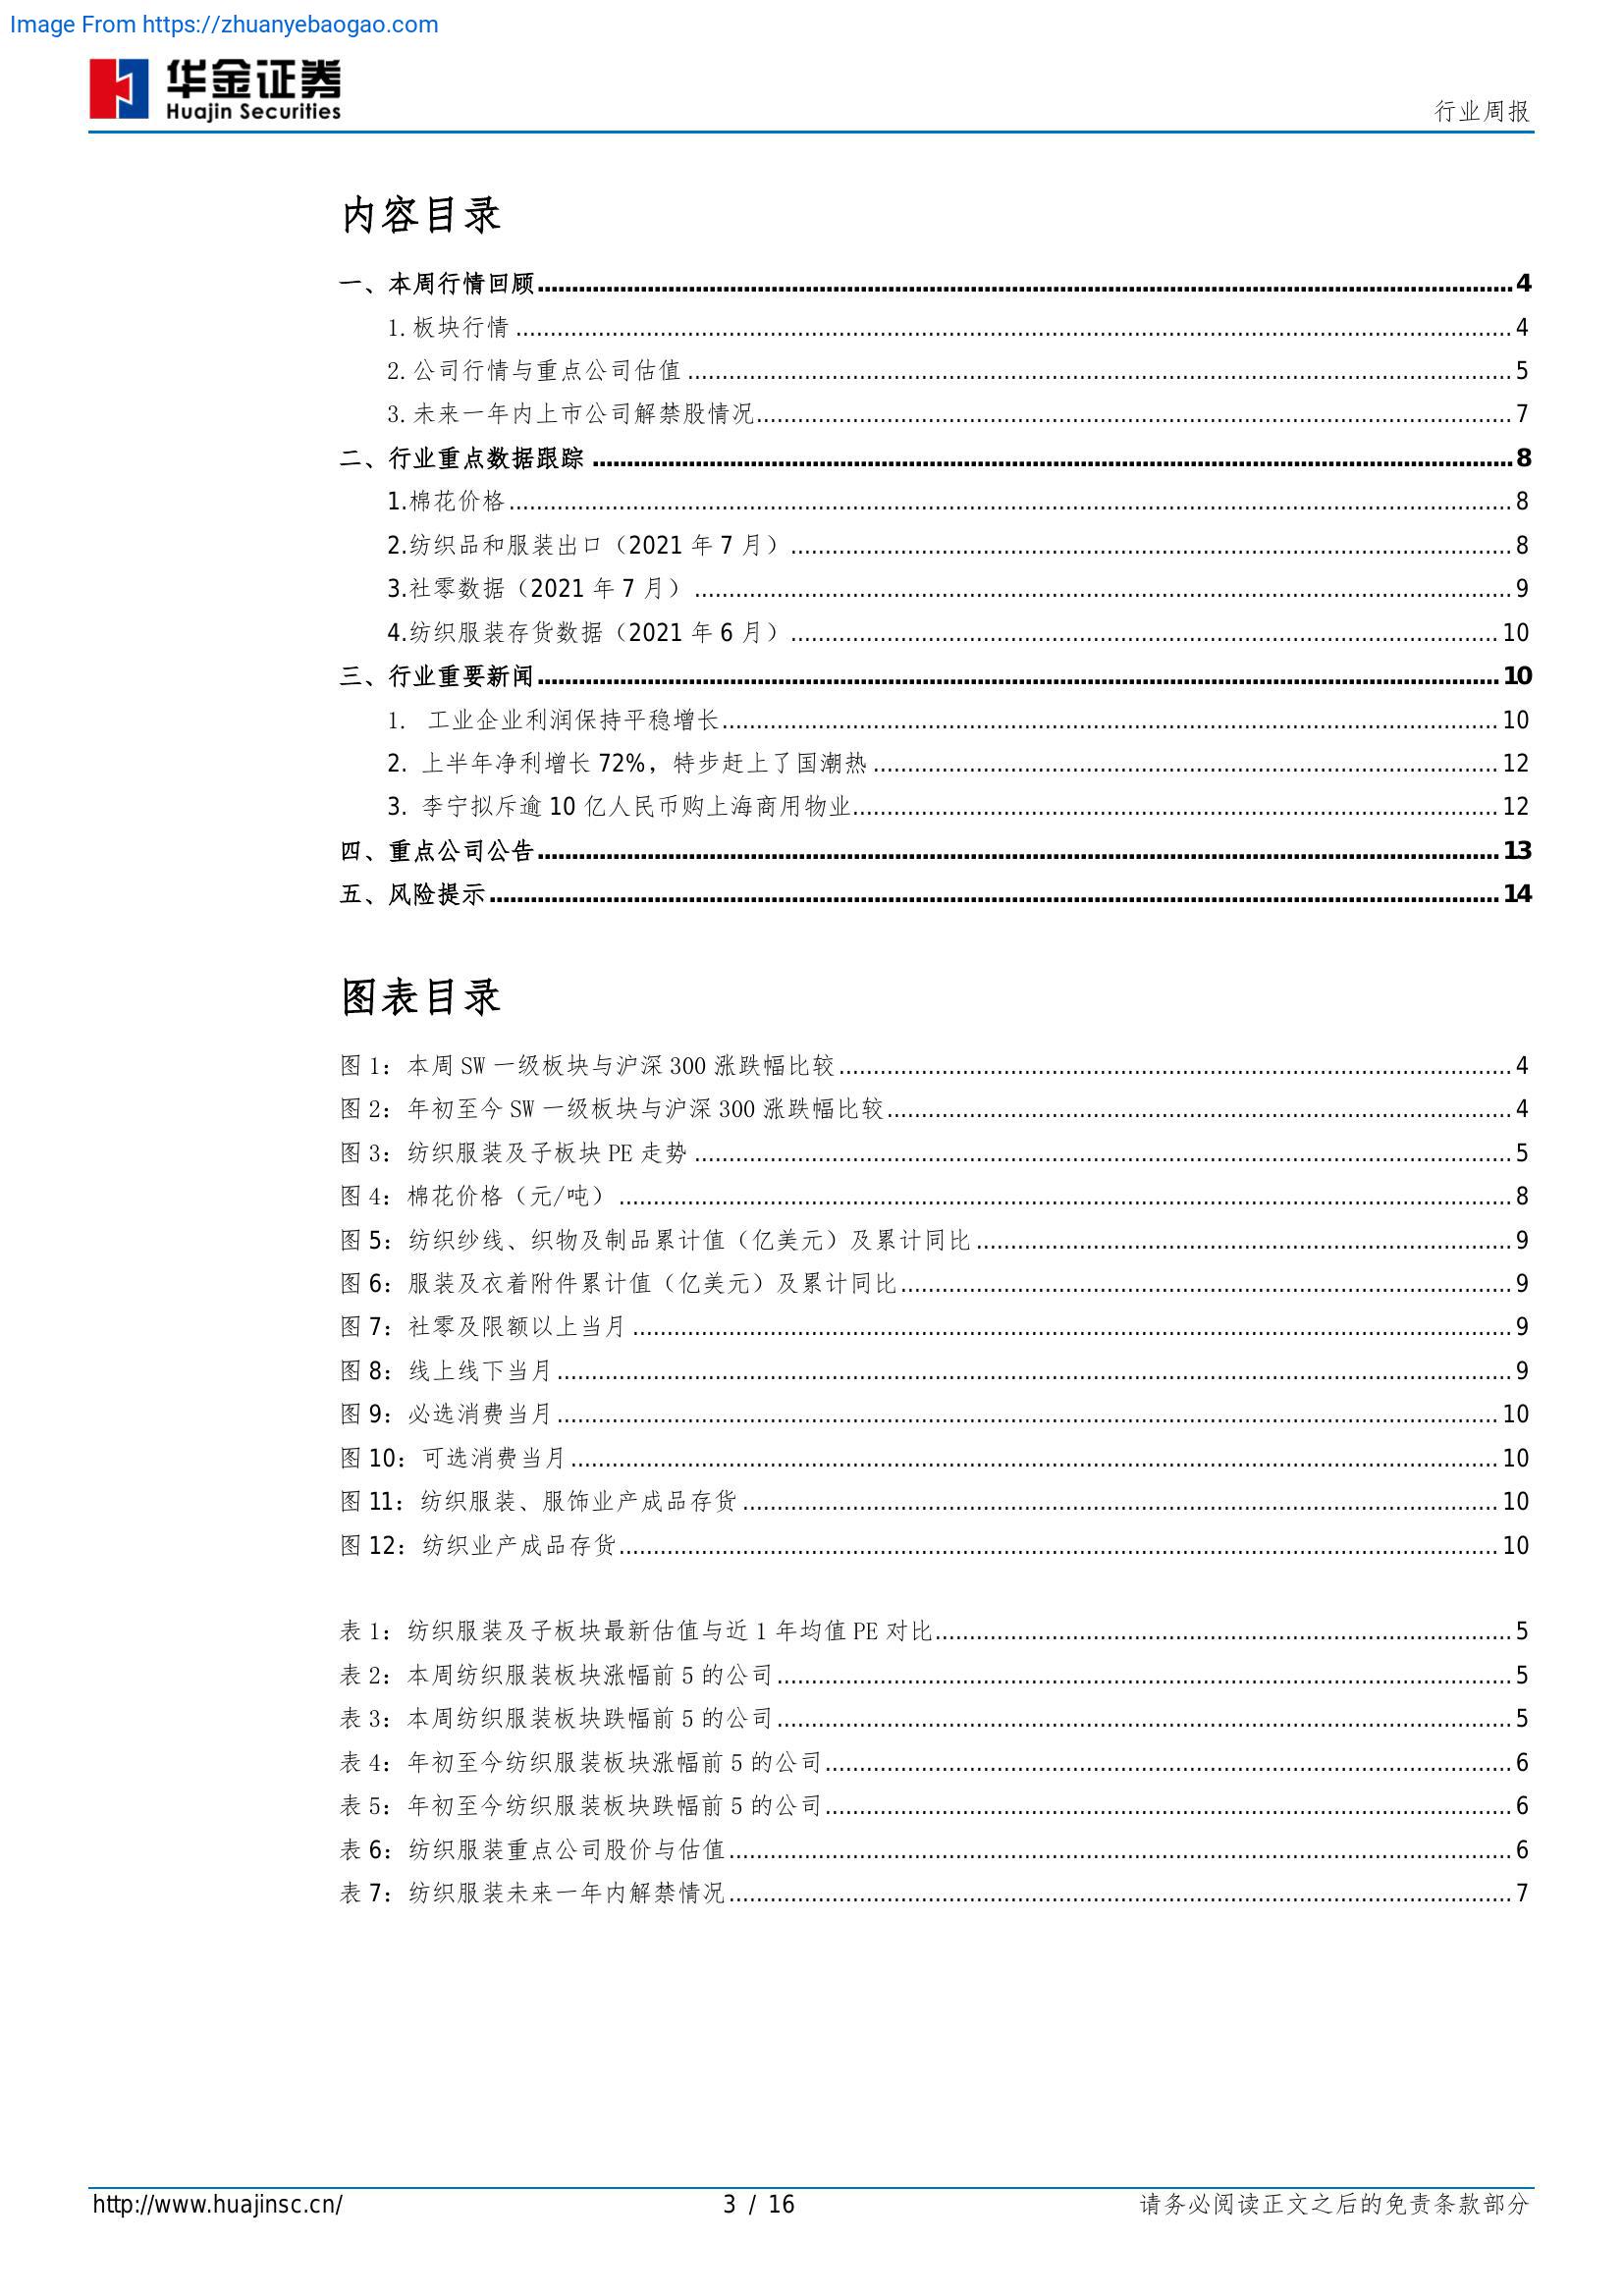 Image From https://zhuanyebaogao.com
华金证券
Huajin Securities
行业周报
内容目录
一、本周行情回顾 4
1.板块行情 4
2.公司行情与重点公司估值 5
3.未来一年内上市公司解禁股情况 7
二、行业重点数据跟踪 8
1.棉花价格 8
2.纺织品和服装出口（2021 年 7 月） 8
3.社零数据（2021 年 7 月） 9
4.纺织服装存货数据（2021 年 6 月） 10
三、行业重要新闻 10
1. 工业企业利润保持平稳增长 10
2. 上半年净利增长 72%，特步赶上了国潮热 12
3. 李宁拟斥逾 10 亿人民币购上海商用物业 12
四、重点公司公告 13
五、风险提示 14
图表目录
图 1：本周 SW 一级板块与沪深 300 涨跌幅比较 4
图 2：年初至今 SW 一级板块与沪深 300 涨跌幅比较 4
图 3：纺织服装及子板块 PE 走势 5
图 4：棉花价格（元/吨） 8
图 5：纺织纱线、织物及制品累计值（亿美元）及累计同比 9
图 6：服装及衣着附件累计值（亿美元）及累计同比 9
图 7：社零及限额以上当月 9
图 8：线上线下当月 9
图 9：必选消费当月 10
图 10：可选消费当月 10
图 11：纺织服装、服饰业产成品存货 10
图 12：纺织业产成品存货 10
表 1：纺织服装及子板块最新估值与近 1 年均值 PE 对比 5
表 2：本周纺织服装板块涨幅前 5 的公司 5
表 3：本周纺织服装板块跌幅前 5 的公司 5
表 4：年初至今纺织服装板块涨幅前 5 的公司 6
表 5：年初至今纺织服装板块跌幅前 5 的公司 6
表 6：纺织服装重点公司股价与估值 6
表 7：纺织服装未来一年内解禁情况 7
http://www.huajinsc.cn/ 3 / 16 请务必阅读正文之后的免责条款部分